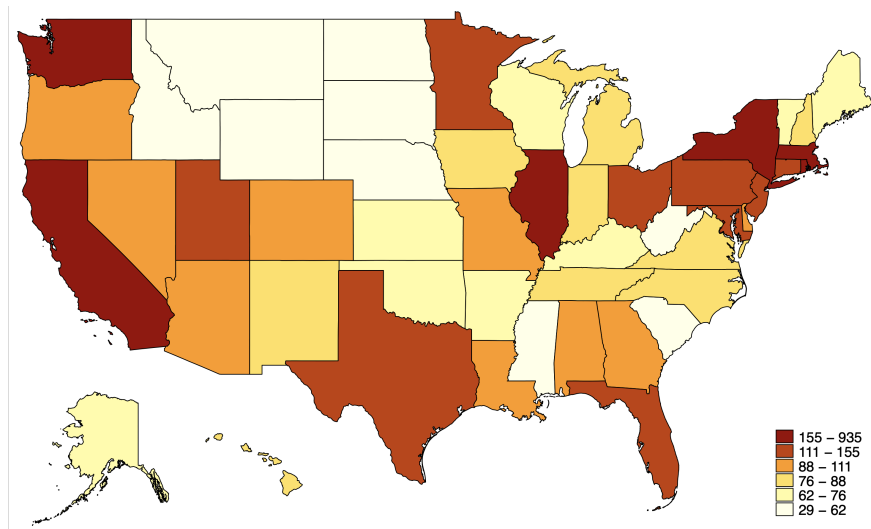 155 – 935
111 – 155
88 – 111
76 – 88
62 – 76
29 – 62